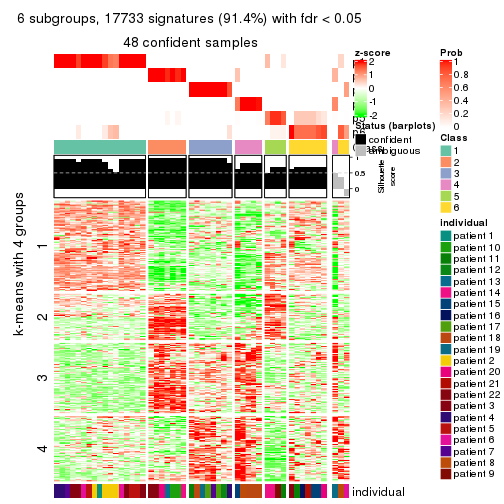 6 subgroups, 17733 signatures (91.4%) with fdr < 0.05
48 confident samples
k-means with 4 groups
1
2
3
4
individual
1
0.5
0
Silhouette
score
z-score
2
1
0
-1
-2
Status (barplots)
confident
ambiguous
Prob
1
0.8
0.6
0.4
0.2
0
Class
1
2
3
4
5
6
individual
patient 1
patient 10
patient 11
patient 12
patient 13
patient 14
patient 15
patient 16
patient 17
patient 18
patient 19
patient 2
patient 20
patient 21
patient 22
patient 3
patient 4
patient 5
patient 6
patient 7
patient 8
patient 9